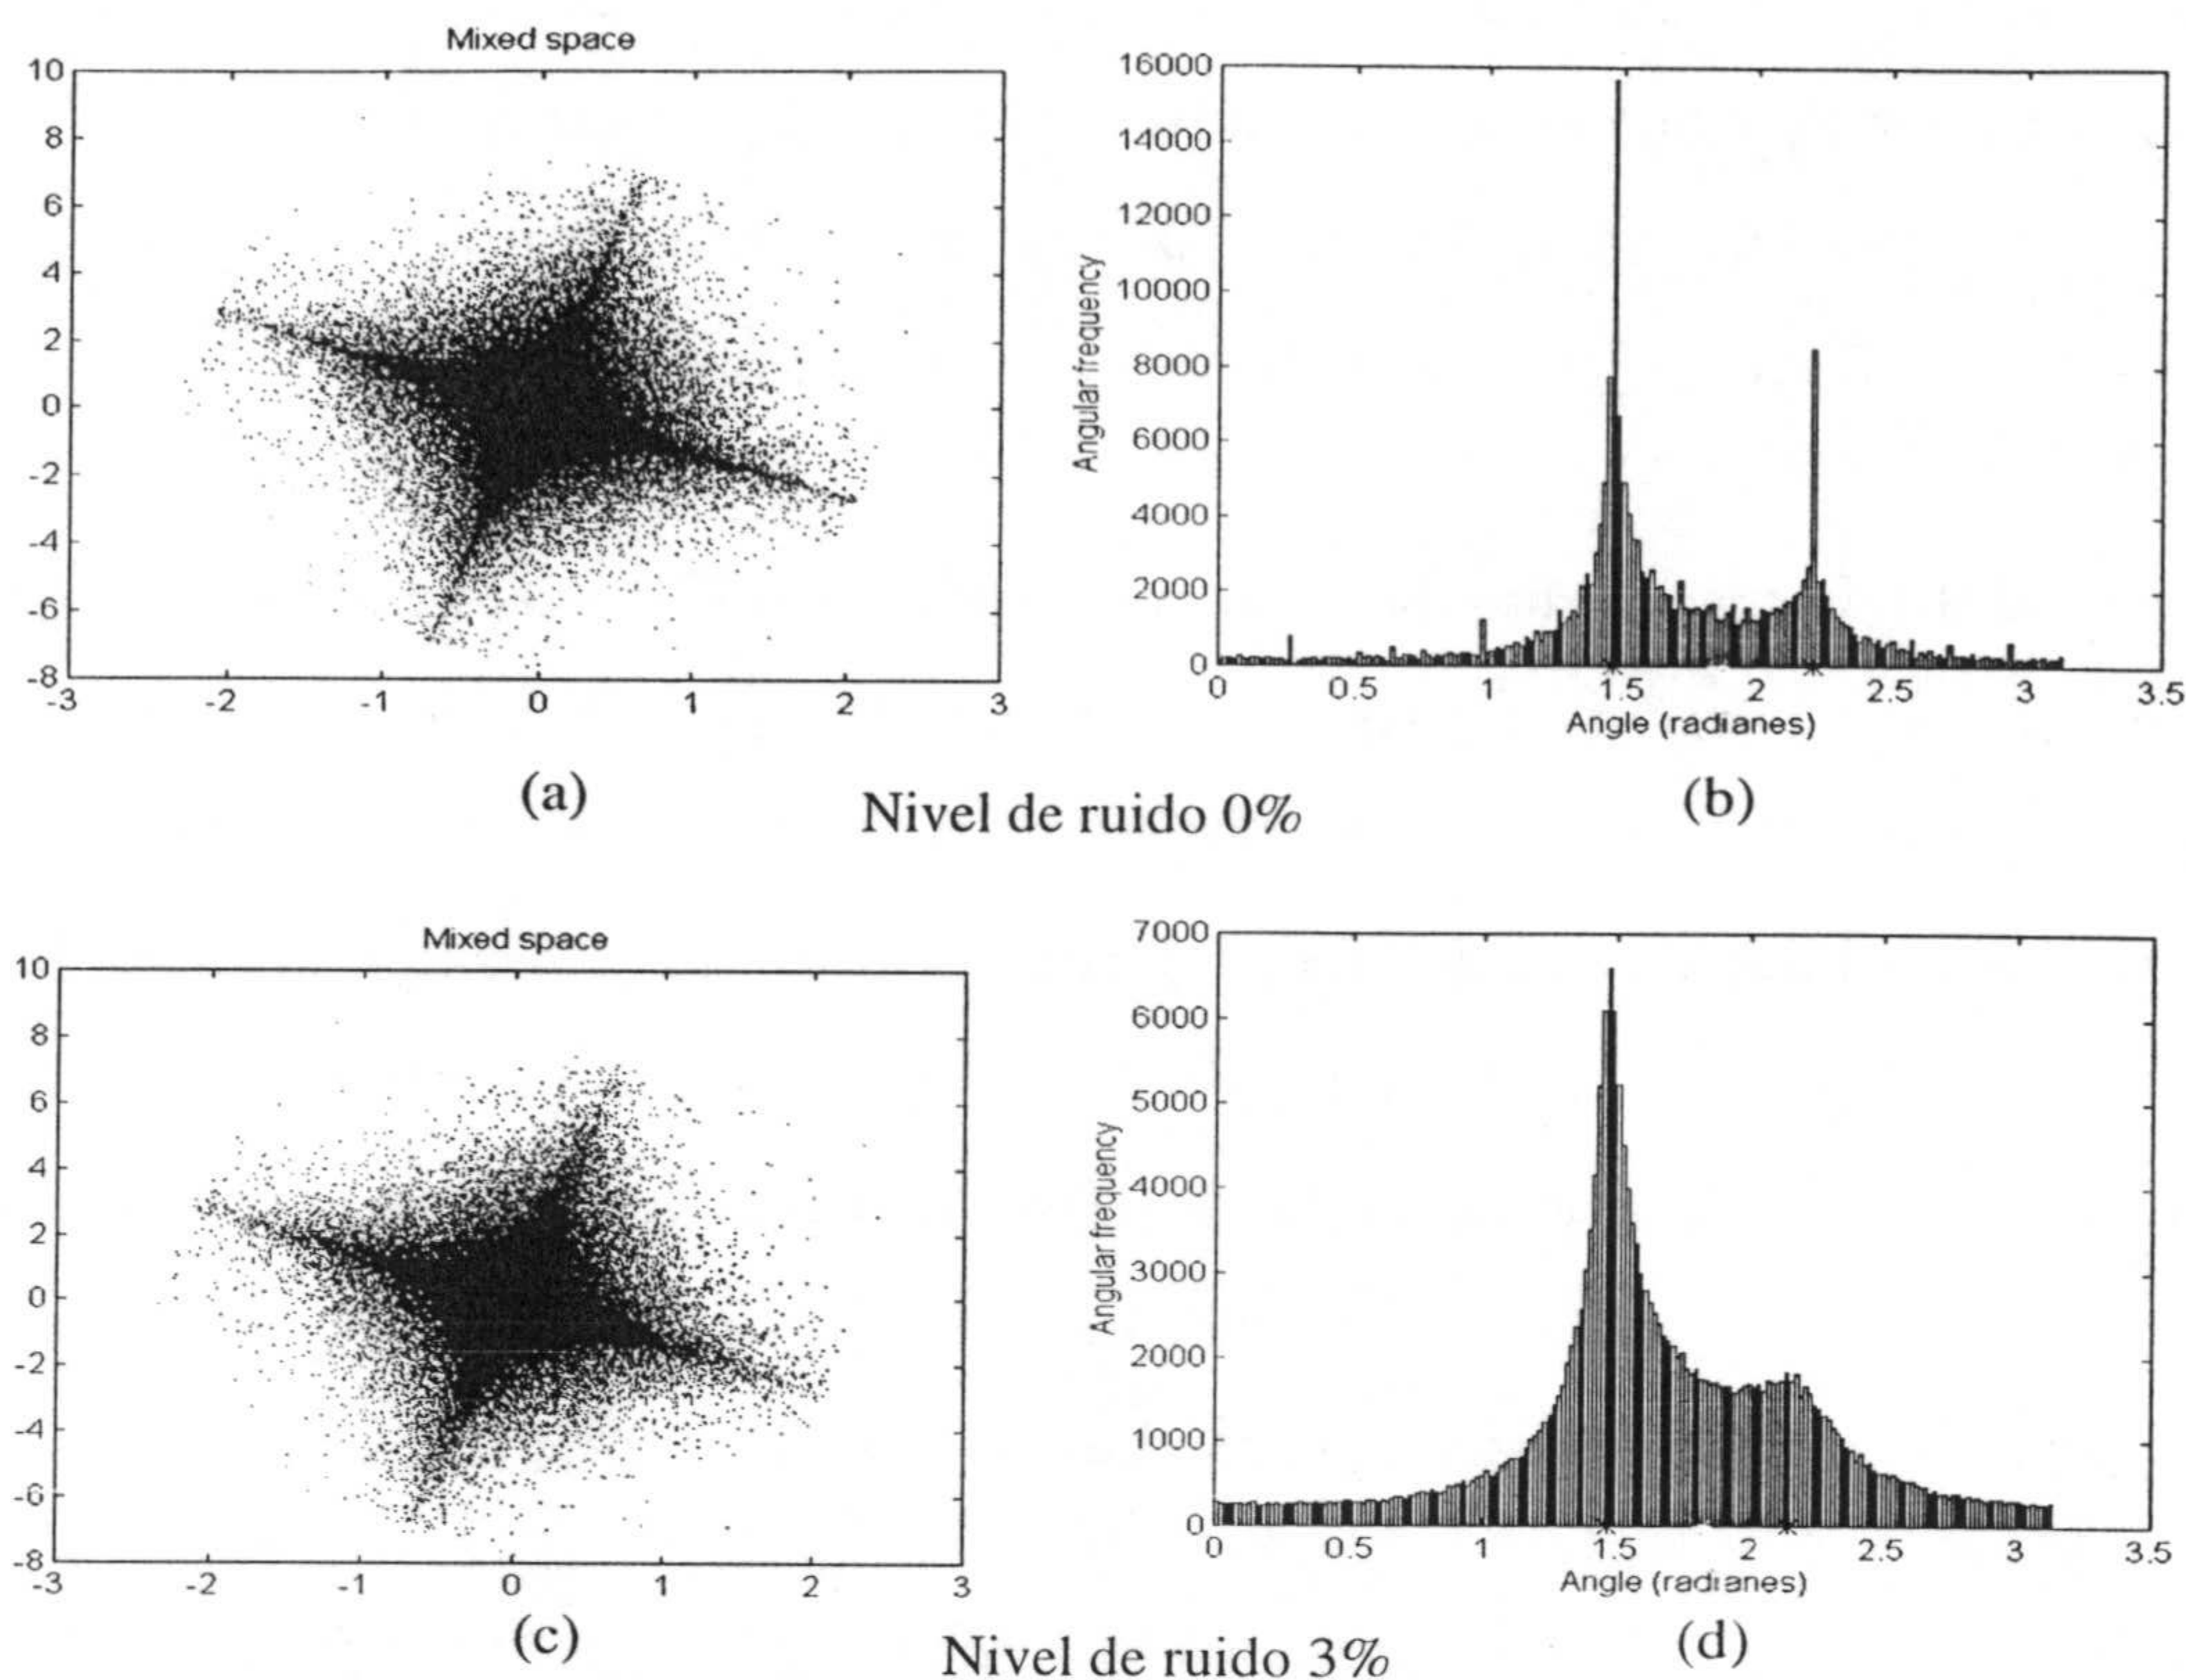 Mixed space
10
8
6
4
2
0
-2
-4
-6
-8
-3 -2 -1 0 1 2 3
(a)
16000
14000
12000
10000
8000
6000
4000
2000
0
Angular frequency
0 0.5 1 1.5 2 2.5 3 3.5
Angle (radianes)
(b)
Nivel de ruido 0%
Mixed space
10
8
6
4
2
0
-2
-4
-6
-8
-3 -2 -1 0 1 2 3
(c)
7000
6000
5000
4000
3000
2000
1000
0
Angular frequency
0 0.5 1 1.5 2 2.5 3 3.5
Angle (radianes)
(d)
Nivel de ruido 3%